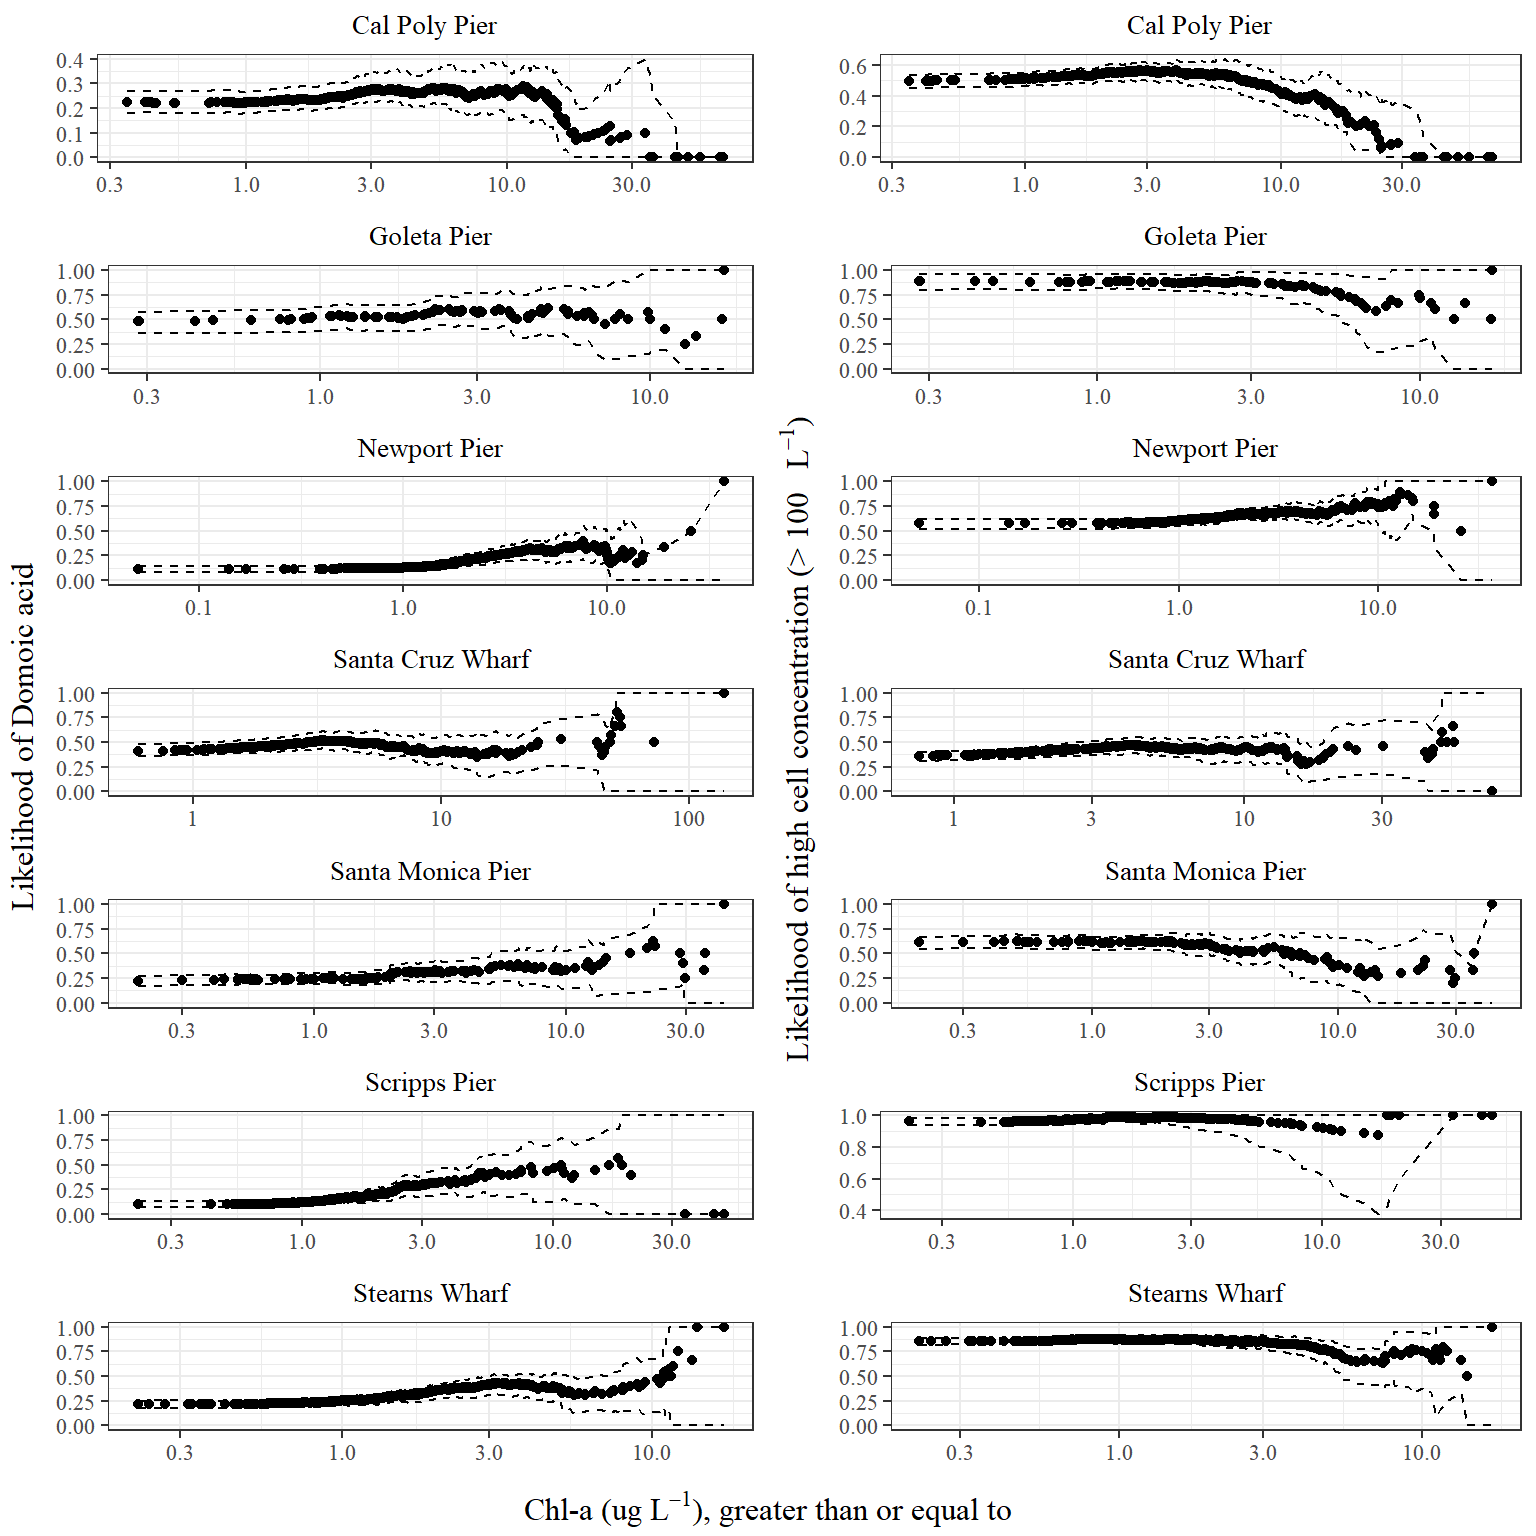 Cal Poly Pier Cal Poly Pier
0.4 0.6
0.3
0.4
0.2
0.1 0.2
0.0 0.0
0.3 1.0 3.0 10.0 30.0 0.3 1.0 3.0 10.0 30.0
Goleta Pier Goleta Pier
1.00 1.00
0.75 0.75
0.50 0.50
0.25 0.25
0.00 0.00
0.3 1.0 3.0 10.0 0.3 1.0 3.0 10.0
Newport Pier Newport Pier
1.00 1.00
0.75 0.75
0.50 0.50
0.25 0.25
0.00 0.00
0.1 1.0 10.0 0.1 1.0 10.0
Santa Cruz Wharf Santa Cruz Wharf
1.00 1.00
0.75 0.75
0.50 0.50
0.25 0.25
0.00 0.00
1 10 100 1 3 10 30
Santa Monica Pier Santa Monica Pier
1.00 1.00
0.75 0.75
0.50 0.50
0.25 0.25
0.00 0.00
0.3 1.0 3.0 10.0 30.0 0.3 1.0 3.0 10.0 30.0
Scripps Pier Scripps Pier
1.00 1.0
0.75 0.8
0.50
0.6
0.25
0.00 0.4
0.3 1.0 3.0 10.0 30.0 0.3 1.0 3.0 10.0 30.0
Stearns Wharf Stearns Wharf
1.00 1.00
0.75 0.75
0.50 0.50
0.25 0.25
0.00 0.00
0.3 1.0 3.0 10.0 0.3 1.0 3.0 10.0
Likelihood of Domoic acid
Likelihood of high cell concentration (> 100 L⁻¹)
Chl-a (ug L⁻¹), greater than or equal to